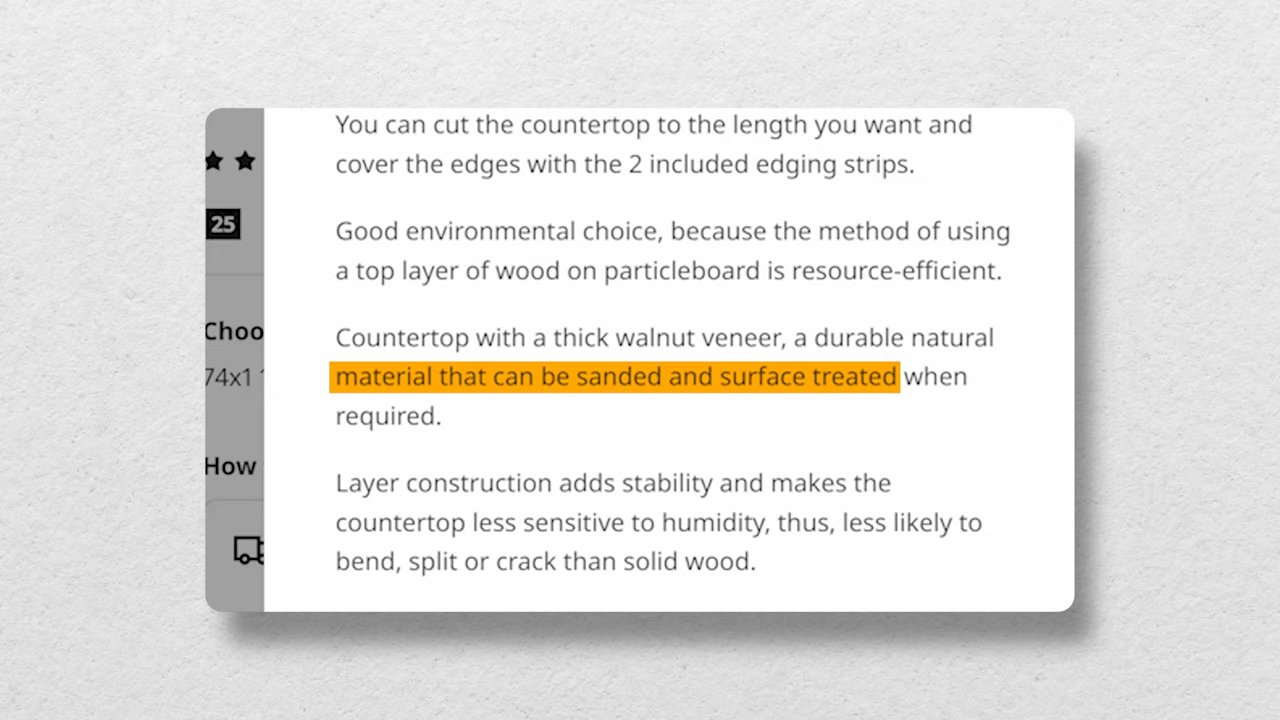 You can cut the countertop to the length you want and
cover the edges with the 2 included edging strips.
25
Good environmental choice, because the method of using
a top layer of wood on particleboard is resource-efficient.
Choo
Countertop with a thick walnut veneer, a durable natural
74x1
material that can be sanded and surface treated when
required.
How
Layer construction adds stability and makes the
countertop less sensitive to humidity, thus, less likely to
bend, split or crack than solid wood.